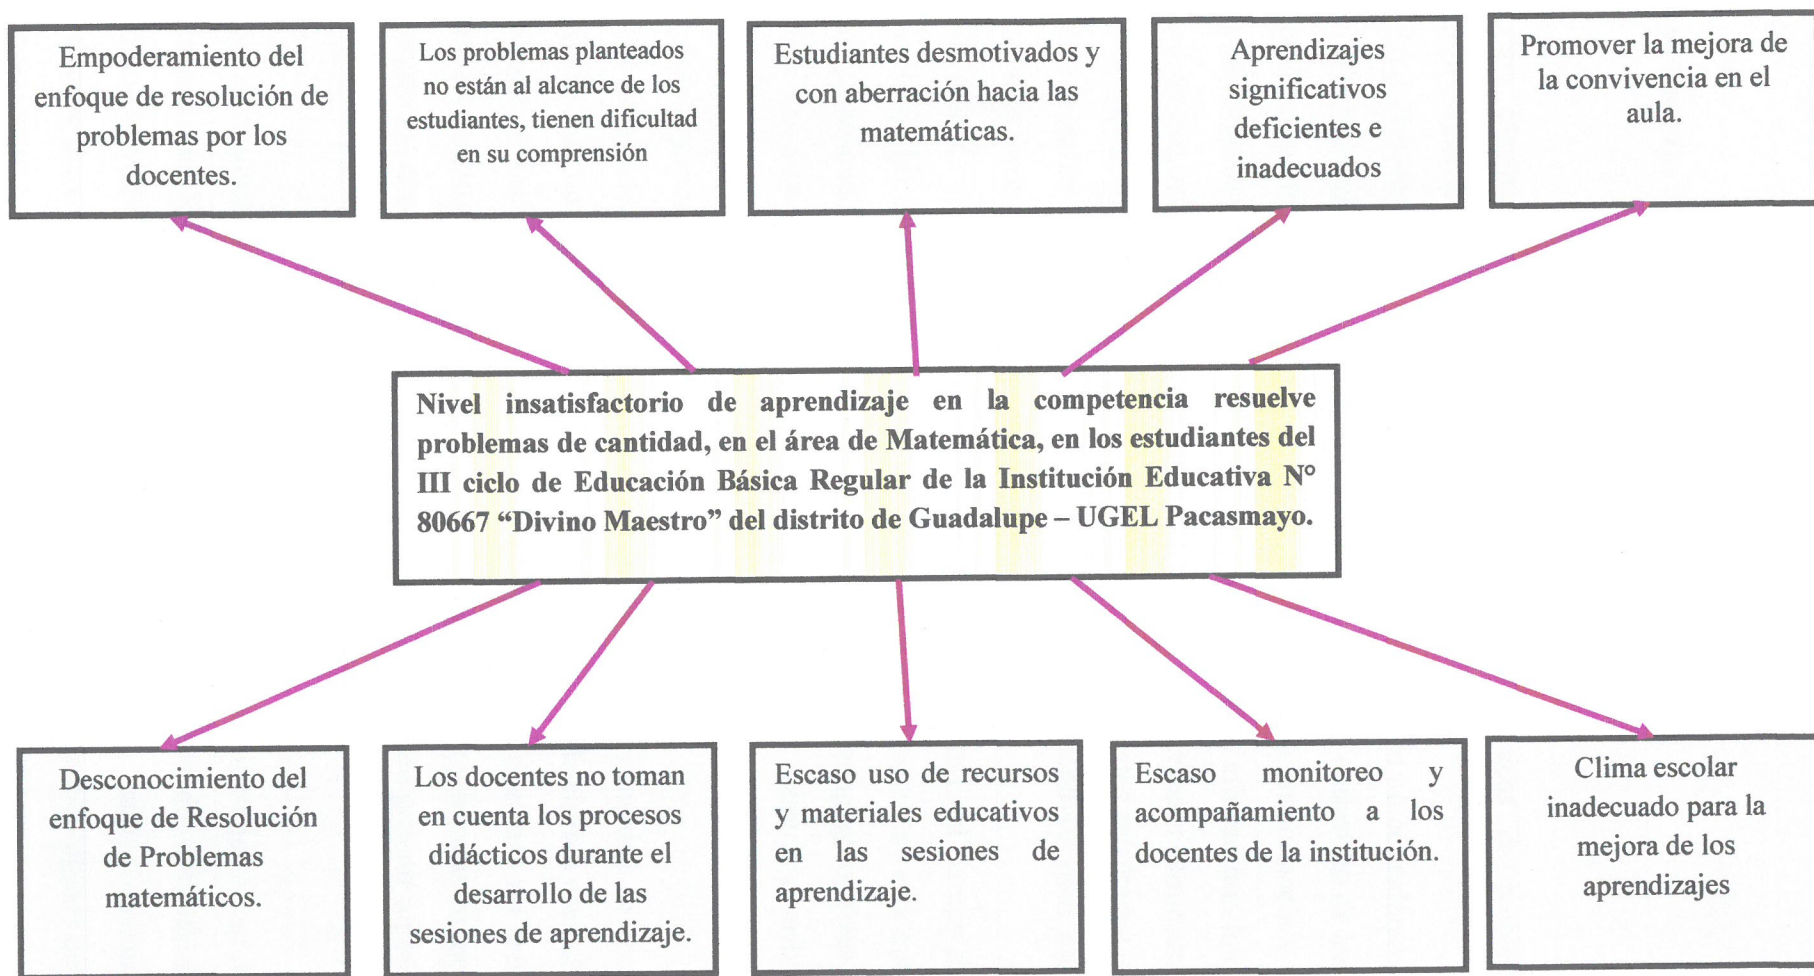 Empoderamiento del
enfoque de resolución de
problemas por los
docentes.
Los problemas planteados
no están al alcance de los
estudiantes, tienen dificultad
en su comprensión
Estudiantes desmotivados y
con aberración hacia las
matemáticas.
Aprendizajes
significativos
deficientes e
inadecuados
Promover la mejora de
la convivencia en el
aula.
Nivel insatisfactorio de aprendizaje en la competencia resuelve
problemas de cantidad, en el área de Matemática, en los estudiantes del
III ciclo de Educación Básica Regular de la Institución Educativa N°
80667 “Divino Maestro” del distrito de Guadalupe – UGEL Pacasmayo.
Desconocimiento del
enfoque de Resolución
de Problemas
matemáticos.
Los docentes no toman
en cuenta los procesos
didácticos durante el
desarrollo de las
sesiones de aprendizaje.
Escaso uso de recursos
y materiales educativos
en las sesiones de
aprendizaje.
Escaso monitoreo y
acompañamiento a los
docentes de la institución.
Clima escolar
inadecuado para la
mejora de los
aprendizajes